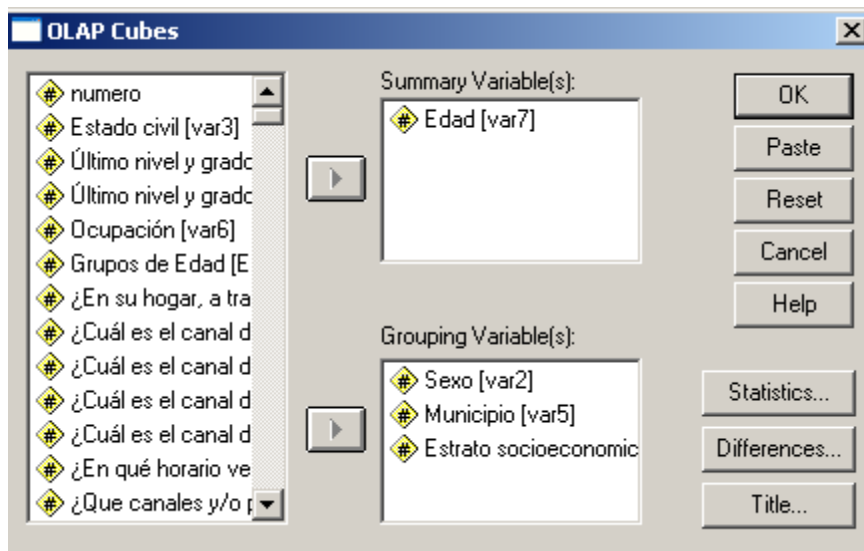 OLAP Cubes
numero
Estado civil [var3]
Último nivel y grado
Último nivel y grado
Ocupación [var6]
Grupos de Edad [E
¿En su hogar, a tra
¿Cuál es el canal d
¿Cuál es el canal d
¿Cuál es el canal d
¿Cuál es el canal d
¿En qué horario ve
¿Que canales y/o p
Summary Variable(s):
Edad [var7]
Grouping Variable(s):
Sexo [var2]
Municipio [var5]
Estrato socioeconomic
OK
Paste
Reset
Cancel
Help
Statistics...
Differences...
Title...